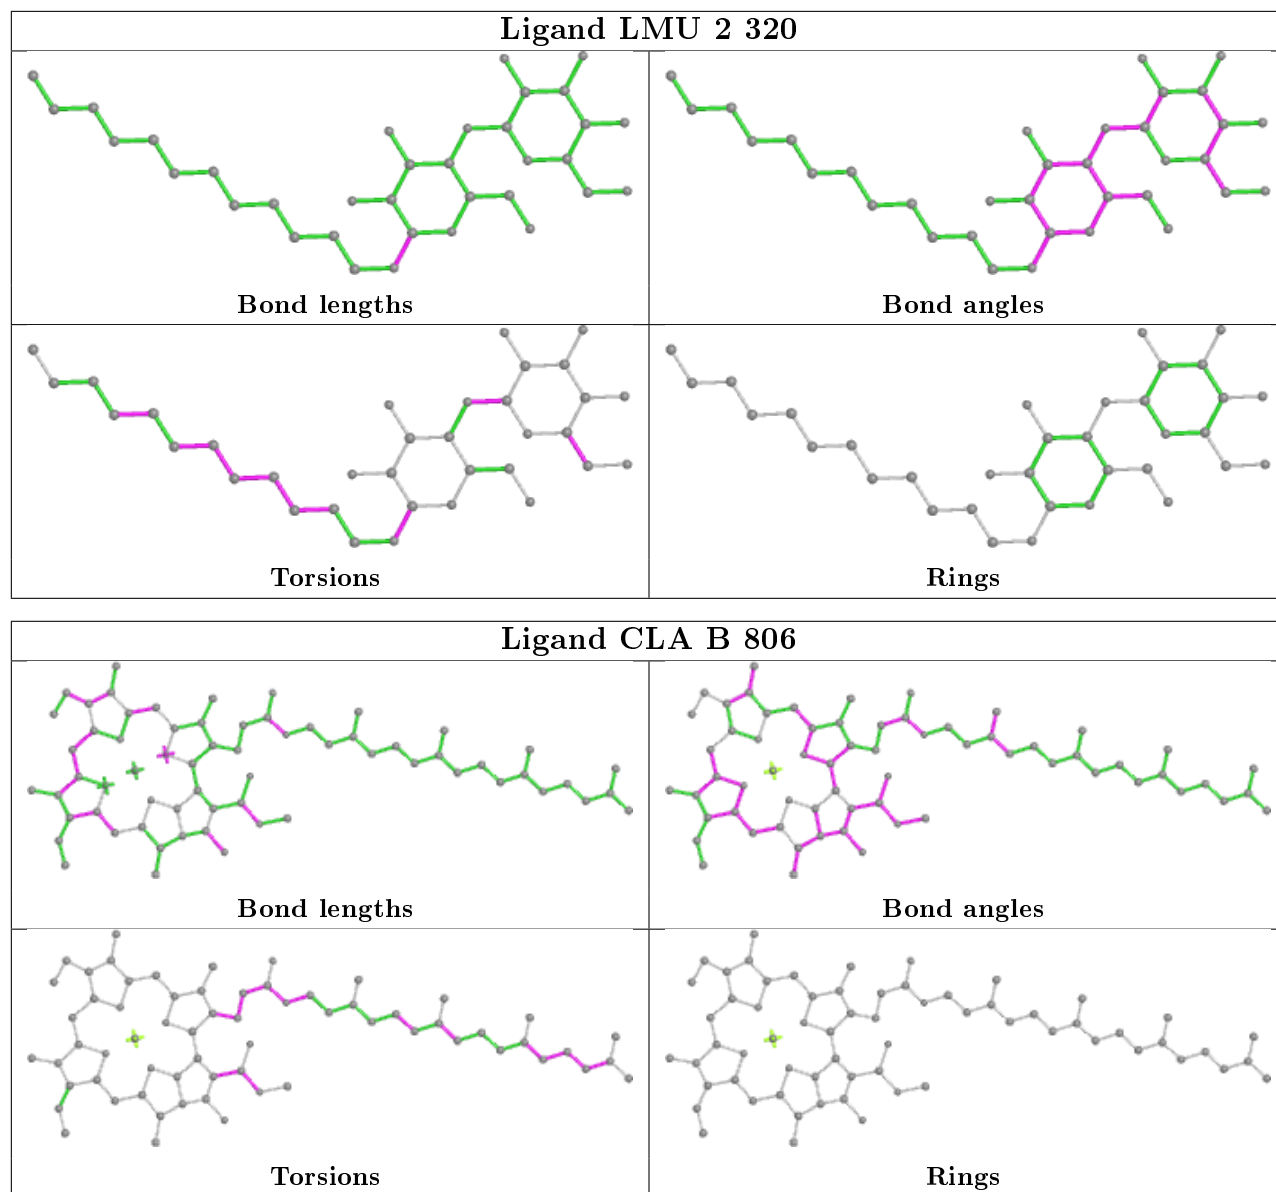 Ligand LMU 2 320
Bond lengths
Bond angles
Torsions
Rings
Ligand CLA B 806
Bond lengths
Bond angles
Torsions
Rings